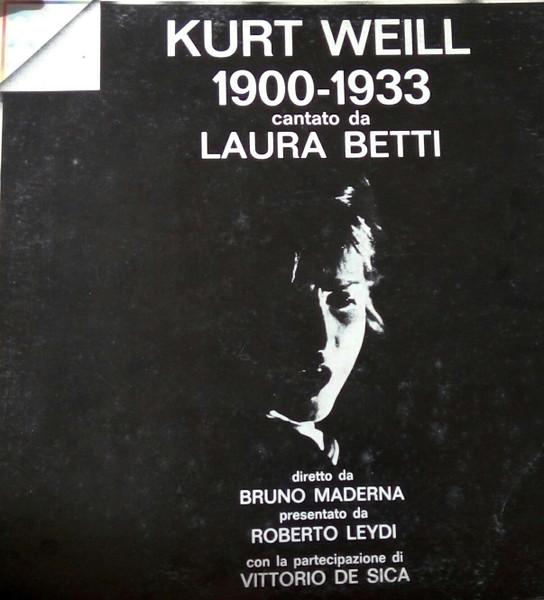 KURT WEILL
1900-1933
cantato da
LAURA BETTI
diretto da
BRUNO MADERNA
presentato da
ROBERTO LEYDI
con la partecipazione di
VITTORIO DE SICA